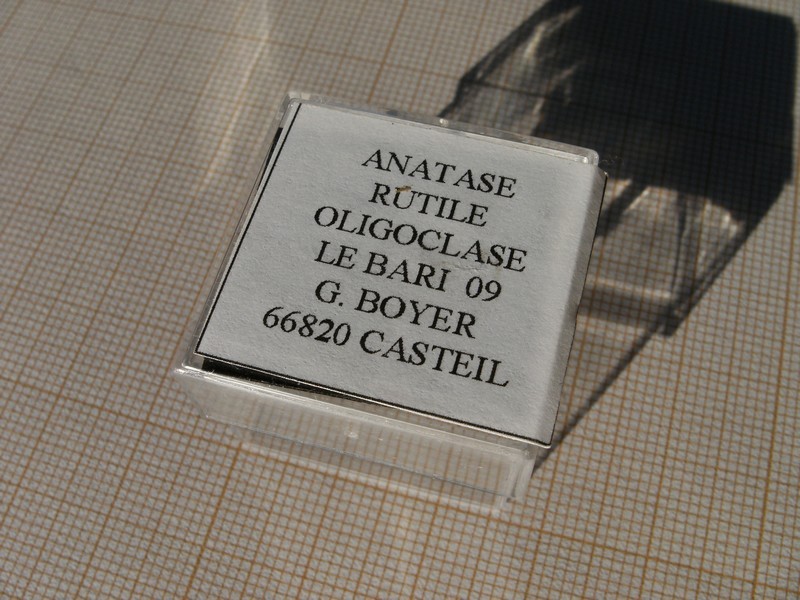 ANATASE
RUTILE
OLIGOCLASE
LE BARI 09
G. BOYER
66820 CASTEIL